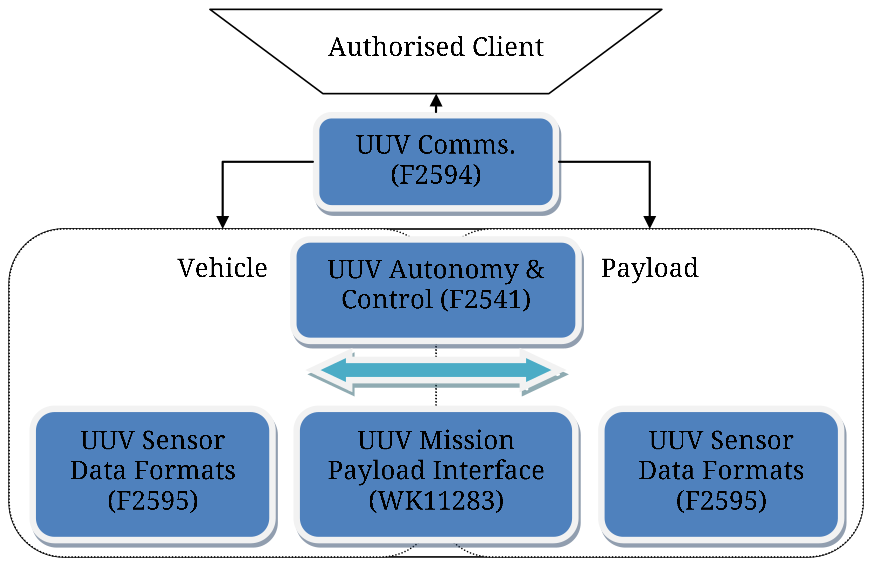 Authorised Client
UUV Comms.
(F2594)
Vehicle
UUV Autonomy &
Control (F2541)
Payload
UUV Sensor
Data Formats
(F2595)
UUV Mission
Payload Interface
(WK11283)
UUV Sensor
Data Formats
(F2595)